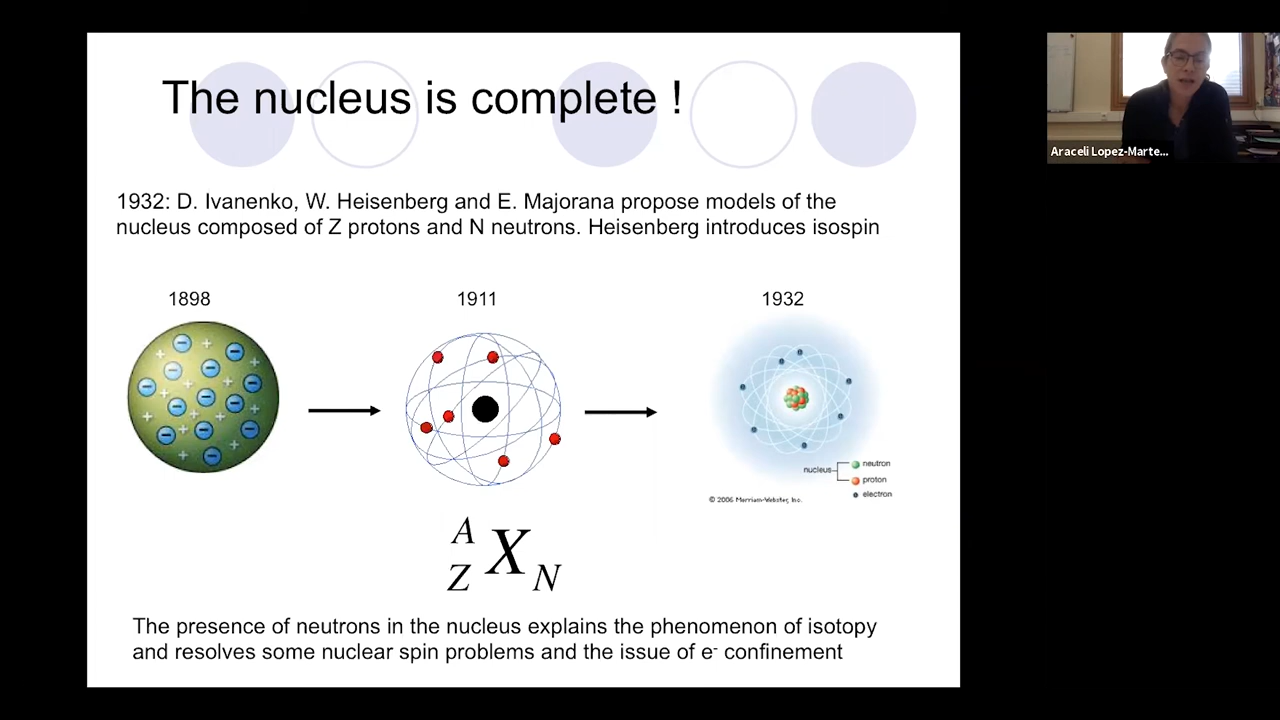 The nucleus is complete !
1932: D. Ivanenko, W. Heisenberg and E. Majorana propose models of the
nucleus composed of Z protons and N neutrons. Heisenberg introduces isospin
1898
1911
1932
nucleus
neutron
proton
electron
© 2006 Merriam-Webster, Inc.
A
Z X N
The presence of neutrons in the nucleus explains the phenomenon of isotopy
and resolves some nuclear spin problems and the issue of e- confinement
Araceli Lopez-Marte...